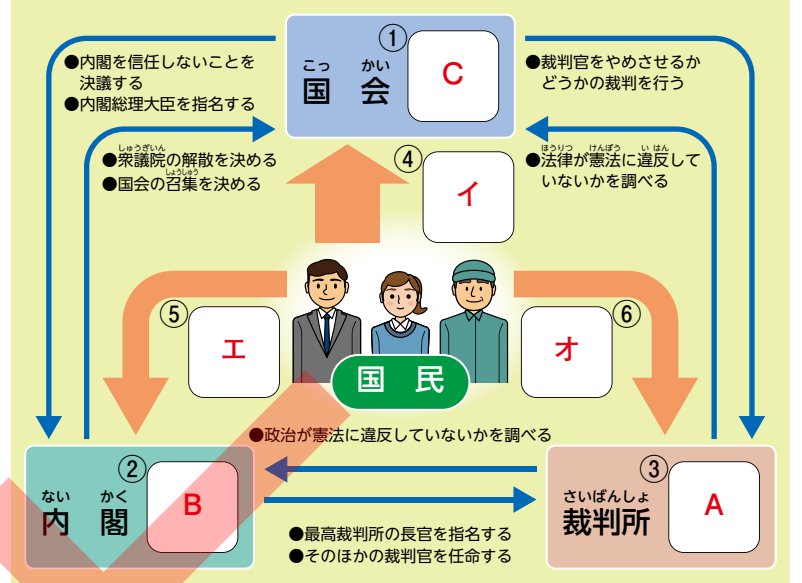 ●内閣を信任しないことを
決議する
●内閣総理大臣を指名する
①
こっ かい
国 会
C
●裁判官をやめさせるか
どうかの裁判を行う
しゅうぎいん
●衆議院の解散を決める
しょうしゅう
●国会の召集を決める
④
イ
ほうりつ けんぽう い はん
●法律が憲法に違反して
いないかを調べる
⑤
エ
⑥
オ
国 民
●政治が憲法に違反していないかを調べる
②
ない かく
内 閣
B
③
さいばんしょ
裁判所
A
●最高裁判所の長官を指名する
●そのほかの裁判官を任命する